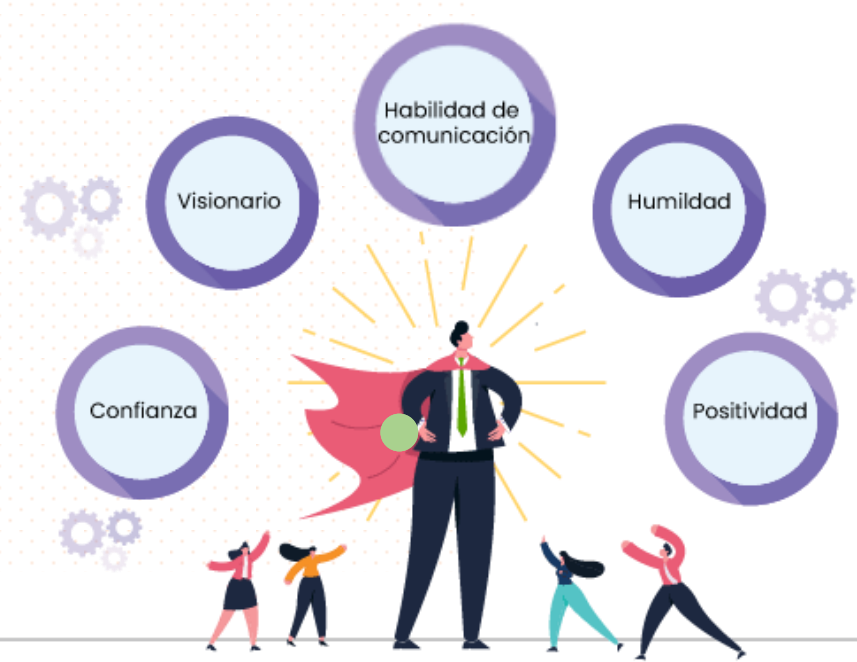 Habilidad de
comunicación
Visionario
Humildad
Confianza
Positividad